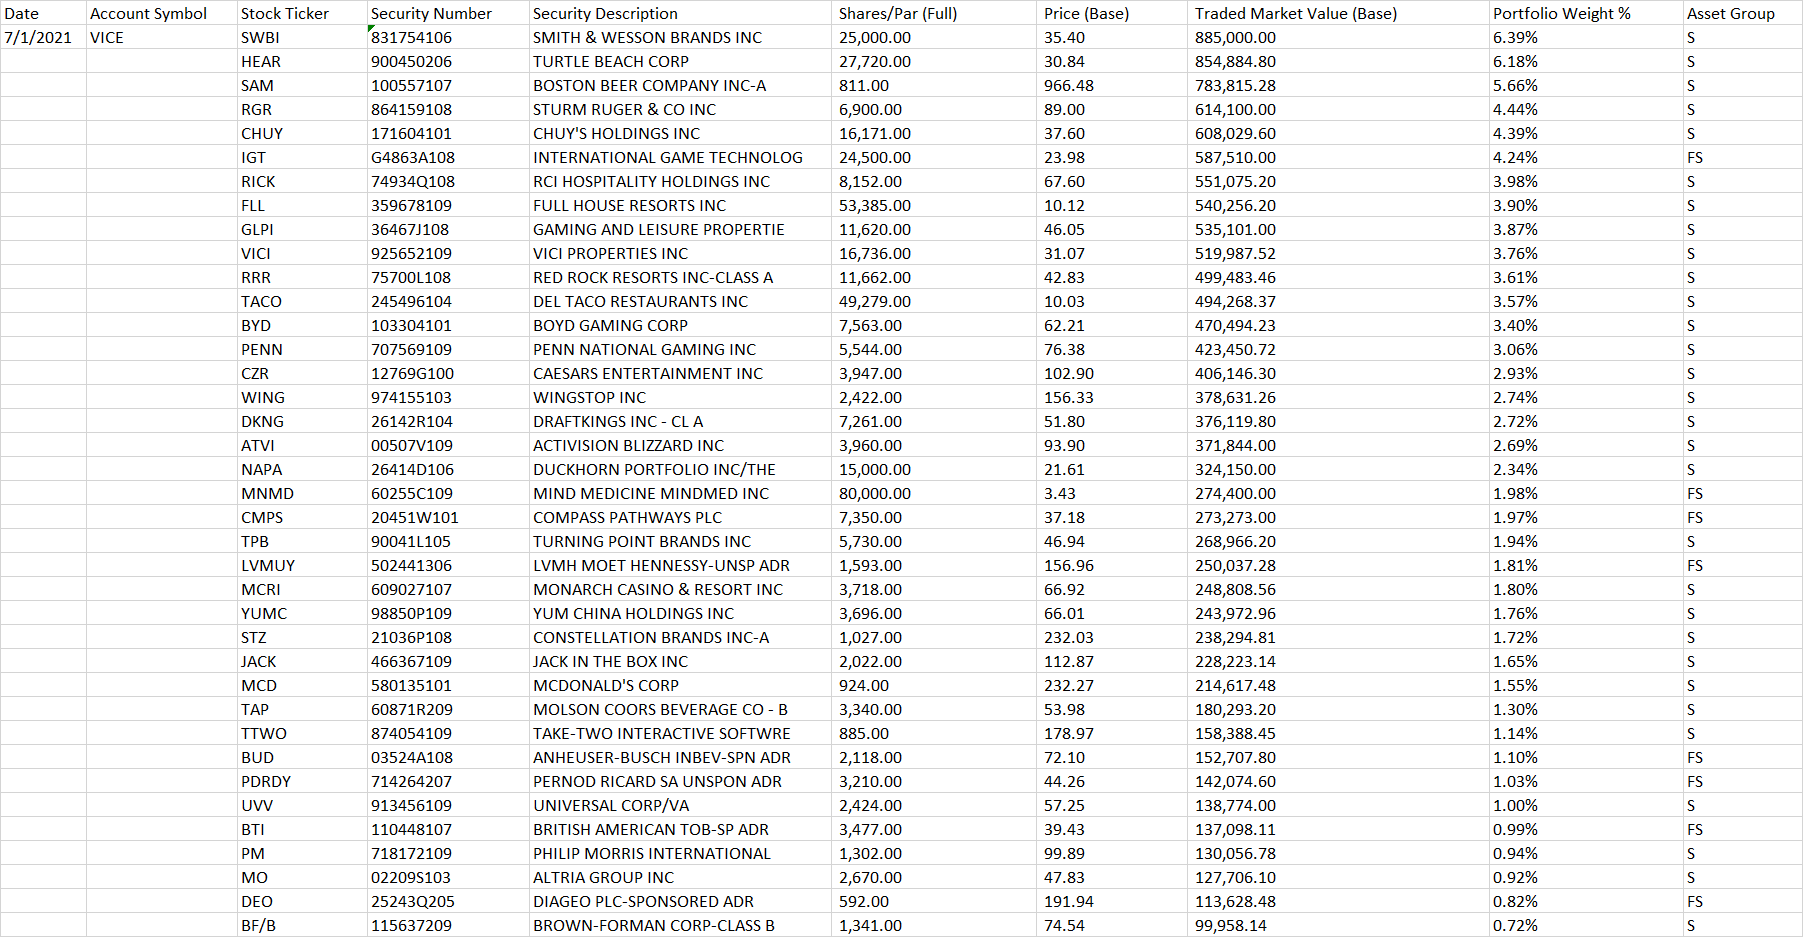 Date Account Symbol Stock Ticker Security Number Security Description Shares/Par (Full) Price (Base) Traded Market Value (Base) Portfolio Weight % Asset Group
7/1/2021 VICE SWBI 831754106 SMITH & WESSON BRANDS INC 25,000.00 35.40 885,000.00 6.39% S
HEAR 900450206 TURTLE BEACH CORP 27,720.00 30.84 854,884.80 6.18% S
SAM 100557107 BOSTON BEER COMPANY INC-A 811.00 966.48 783,815.28 5.66% S
RGR 864159108 STURM RUGER & CO INC 6,900.00 89.00 614,100.00 4.44% S
CHUY 171604101 CHUY'S HOLDINGS INC 16,171.00 37.60 608,029.60 4.39% S
IGT G4863A108 INTERNATIONAL GAME TECHNOLOG 24,500.00 23.98 587,510.00 4.24% FS
RICK 74934Q108 RCI HOSPITALITY HOLDINGS INC 8,152.00 67.60 551,075.20 3.98% S
FLL 359678109 FULL HOUSE RESORTS INC 53,385.00 10.12 540,256.20 3.90% S
GLPI 36467J108 GAMING AND LEISURE PROPERTIE 11,620.00 46.05 535,101.00 3.87% S
VICI 925652109 VICI PROPERTIES INC 16,736.00 31.07 519,987.52 3.76% S
RRR 75700L108 RED ROCK RESORTS INC-CLASS A 11,662.00 42.83 499,483.46 3.61% S
TACO 245496104 DEL TACO RESTAURANTS INC 49,279.00 10.03 494,268.37 3.57% S
BYD 103304101 BOYD GAMING CORP 7,563.00 62.21 470,494.23 3.40% S
PENN 707569109 PENN NATIONAL GAMING INC 5,544.00 76.38 423,450.72 3.06% S
CZR 12769G100 CAESARS ENTERTAINMENT INC 3,947.00 102.90 406,146.30 2.93% S
WING 974155103 WINGSTOP INC 2,422.00 156.33 378,631.26 2.74% S
DKNG 26142R104 DRAFTKINGS INC - CL A 7,261.00 51.80 376,119.80 2.72% S
ATVI 00507V109 ACTIVISION BLIZZARD INC 3,960.00 93.90 371,844.00 2.69% S
NAPA 26414D106 DUCKHORN PORTFOLIO INC/THE 15,000.00 21.61 324,150.00 2.34% S
MNMD 60255C109 MIND MEDICINE MINDMED INC 80,000.00 3.43 274,400.00 1.98% FS
CMPS 20451W101 COMPASS PATHWAYS PLC 7,350.00 37.18 273,273.00 1.97% FS
TPB 90041L105 TURNING POINT BRANDS INC 5,730.00 46.94 268,966.20 1.94% S
LVMUY 502441306 LVMH MOET HENNESSY-UNSP ADR 1,593.00 156.96 250,037.28 1.81% FS
MCRI 609027107 MONARCH CASINO & RESORT INC 3,718.00 66.92 248,808.56 1.80% S
YUMC 98850P109 YUM CHINA HOLDINGS INC 3,696.00 66.01 243,972.96 1.76% S
STZ 21036P108 CONSTELLATION BRANDS INC-A 1,027.00 232.03 238,294.81 1.72% S
JACK 466367109 JACK IN THE BOX INC 2,022.00 112.87 228,223.14 1.65% S
MCD 580135101 MCDONALD'S CORP 924.00 232.27 214,617.48 1.55% S
TAP 60871R209 MOLSON COORS BEVERAGE CO - B 3,340.00 53.98 180,293.20 1.30% S
TTWO 874054109 TAKE-TWO INTERACTIVE SOFTWRE 885.00 178.97 158,388.45 1.14% S
BUD 03524A108 ANHEUSER-BUSCH INBEV-SPN ADR 2,118.00 72.10 152,707.80 1.10% FS
PDRDY 714264207 PERNOD RICARD SA UNSPON ADR 3,210.00 44.26 142,074.60 1.03% FS
UVV 913456109 UNIVERSAL CORP/VA 2,424.00 57.25 138,774.00 1.00% S
BTI 110448107 BRITISH AMERICAN TOB-SP ADR 3,477.00 39.43 137,098.11 0.99% FS
PM 718172109 PHILIP MORRIS INTERNATIONAL 1,302.00 99.89 130,056.78 0.94% S
MO 02209S103 ALTRIA GROUP INC 2,670.00 47.83 127,706.10 0.92% S
DEO 25243Q205 DIAGEO PLC-SPONSORED ADR 592.00 191.94 113,628.48 0.82% FS
BF/B 115637209 BROWN-FORMAN CORP-CLASS B 1,341.00 74.54 99,958.14 0.72% S